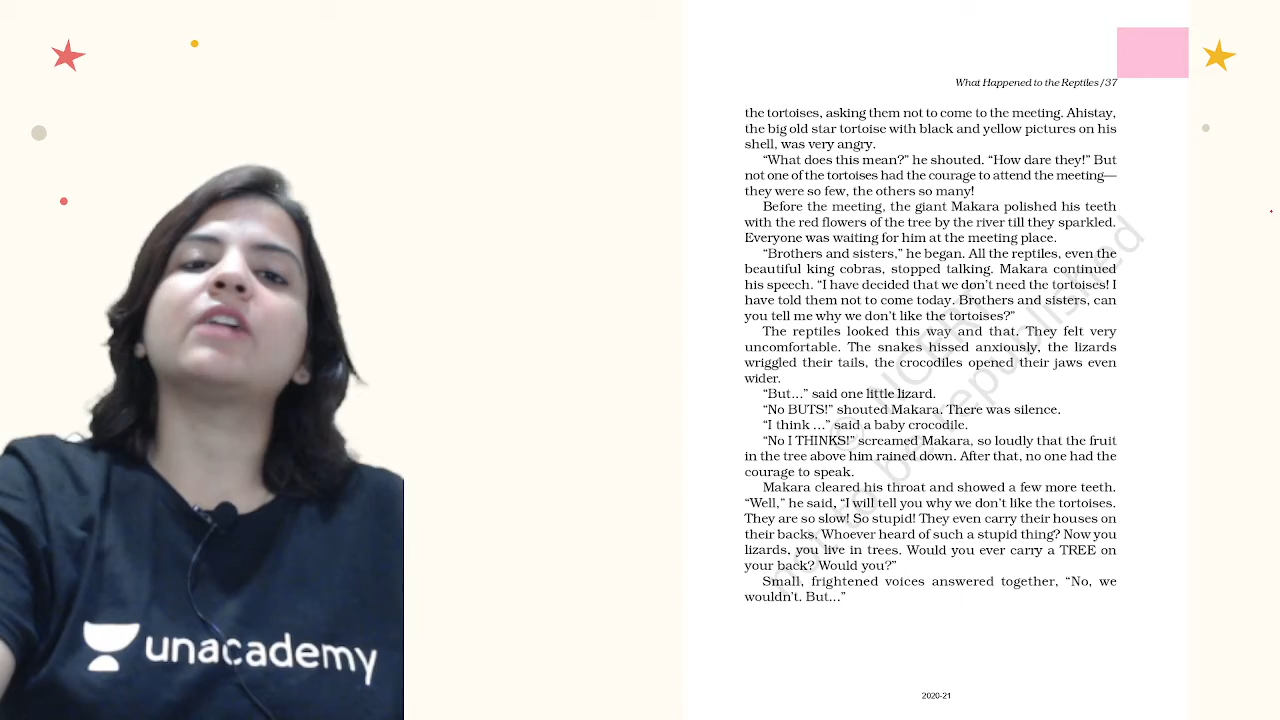 What Happened to the Reptiles/37
the tortoises, asking them not to come to the meeting. Ahistay,
the big old star tortoise with black and yellow pictures on his
shell, was very angry.
“What does this mean?” he shouted. “How dare they!” But
not one of the tortoises had the courage to attend the meeting—
they were so few, the others so many!
Before the meeting, the giant Makara polished his teeth
with the red flowers of the tree by the river till they sparkled.
Everyone was waiting for him at the meeting place.
“Brothers and sisters,” he began. All the reptiles, even the
beautiful king cobras, stopped talking. Makara continued
his speech. “I have decided that we don’t need the tortoises! I
have told them not to come today. Brothers and sisters, can
you tell me why we don’t like the tortoises?”
The reptiles looked this way and that. They felt very
uncomfortable. The snakes hissed anxiously, the lizards
wriggled their tails, the crocodiles opened their jaws even
wider.
“But...” said one little lizard.
“No BUTS!” shouted Makara. There was silence.
“I think ...” said a baby crocodile.
“No I THINKS!” screamed Makara, so loudly that the fruit
in the tree above him rained down. After that, no one had the
courage to speak.
Makara cleared his throat and showed a few more teeth.
“Well,” he said, “I will tell you why we don’t like the tortoises.
They are so slow! So stupid! They even carry their houses on
their backs. Whoever heard of such a stupid thing? Now you
lizards, you live in trees. Would you ever carry a TREE on
your back? Would you?”
Small, frightened voices answered together, “No, we
wouldn’t. But...”
2020-21
© NCERT
not to be republished
unacademy